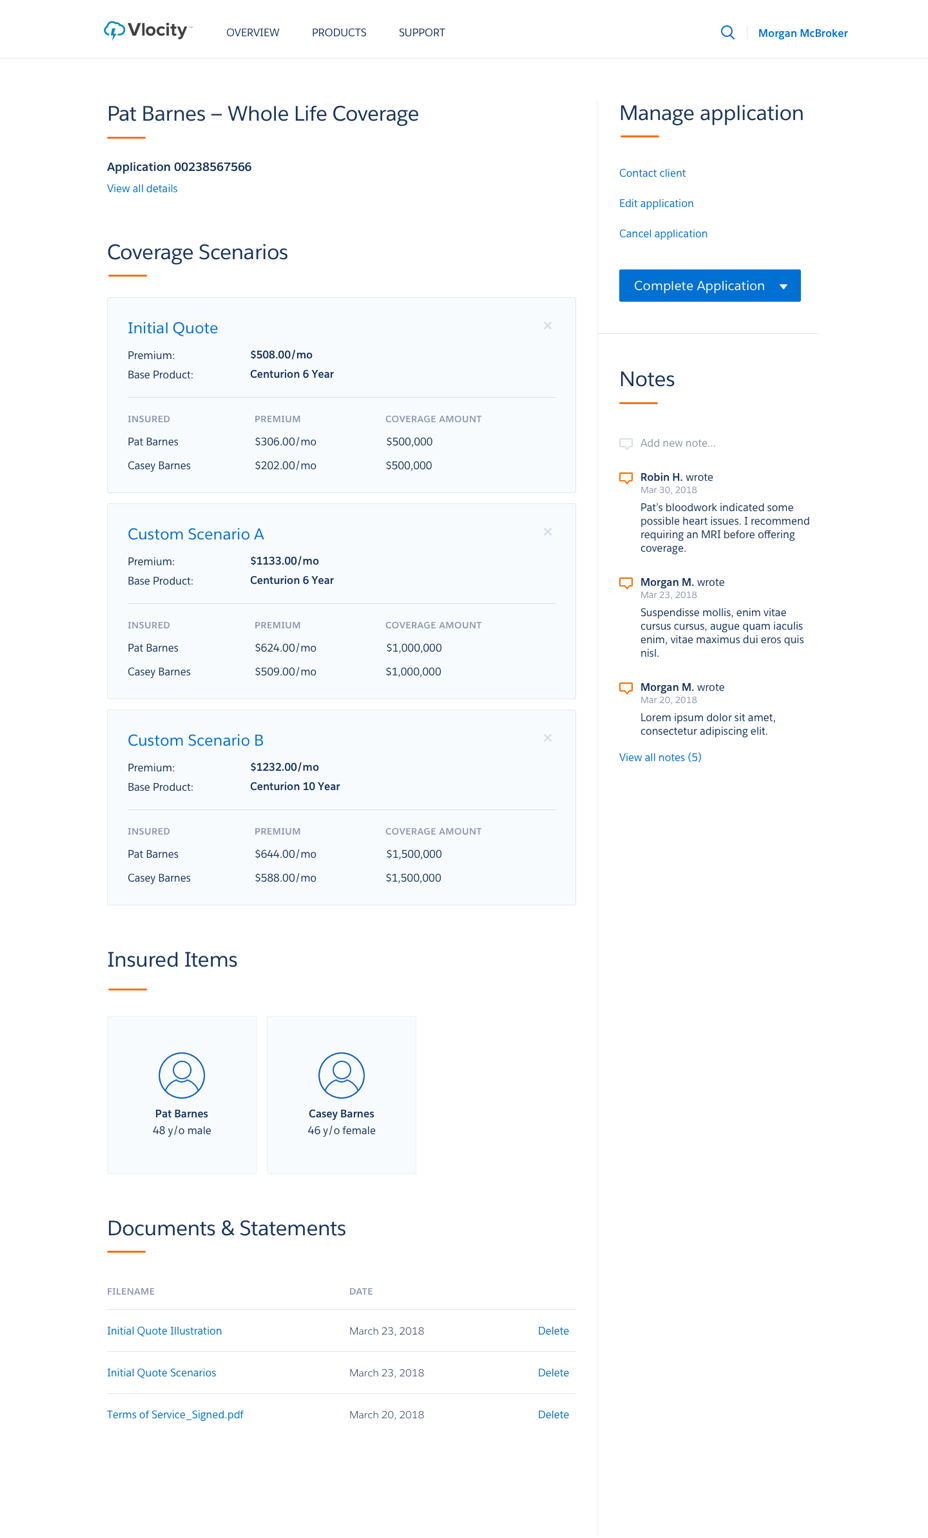 Vlocity
OVERVIEW
PRODUCTS
SUPPORT
Morgan McBroker
Pat Barnes – Whole Life Coverage
Application 00238567566
View all details
Coverage Scenarios
Initial Quote
Premium: $508.00/mo
Base Product: Centurion 6 Year
INSURED PREMIUM COVERAGE AMOUNT
Pat Barnes $306.00/mo $500,000
Casey Barnes $202.00/mo $500,000
Custom Scenario A
Premium: $1133.00/mo
Base Product: Centurion 6 Year
INSURED PREMIUM COVERAGE AMOUNT
Pat Barnes $624.00/mo $1,000,000
Casey Barnes $509.00/mo $1,000,000
Custom Scenario B
Premium: $1232.00/mo
Base Product: Centurion 10 Year
INSURED PREMIUM COVERAGE AMOUNT
Pat Barnes $644.00/mo $1,500,000
Casey Barnes $588.00/mo $1,500,000
Insured Items
Pat Barnes
48 y/o male
Casey Barnes
46 y/o female
Documents & Statements
FILENAME DATE
Initial Quote Illustration March 23, 2018 Delete
Initial Quote Scenarios March 23, 2018 Delete
Terms of Service_Signed.pdf March 20, 2018 Delete
Manage application
Contact client
Edit application
Cancel application
Complete Application
Notes
Add new note...
Robin H. wrote
Mar 30, 2018
Pat's bloodwork indicated some
possible heart issues. I recommend
requiring an MRI before offering
coverage.
Morgan M. wrote
Mar 23, 2018
Suspendisse mollis, enim vitae
cursus cursus, augue quam iaculis
enim, vitae maximus dui eros quis
nisl.
Morgan M. wrote
Mar 20, 2018
Lorem ipsum dolor sit amet,
consectetur adipiscing elit.
View all notes (5)